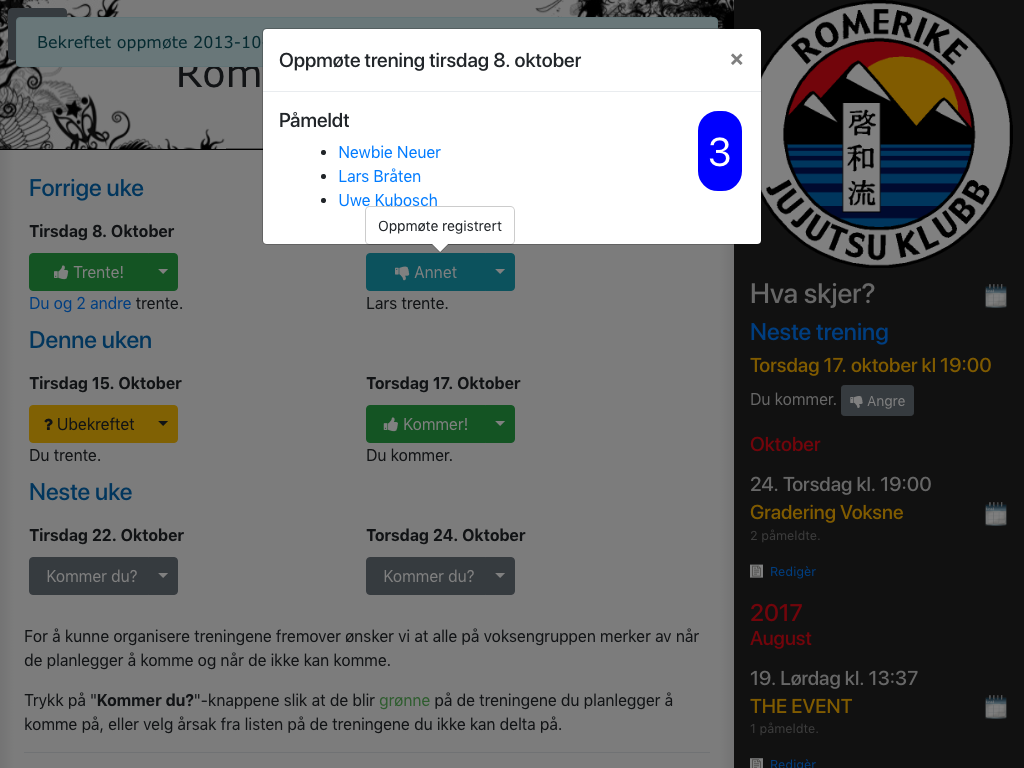 Bekreftet oppmøte 2013-10
Rom
Oppmøte trening tirsdag 8. oktober
×
Påmeldt
Newbie Neuer
Lars Bråten
Uwe Kubosch
3
Oppmøte registrert
Forrige uke
Tirsdag 8. Oktober
Trente!
Annet
Du og 2 andre trente.
Lars trente.
Denne uken
Tirsdag 15. Oktober
Torsdag 17. Oktober
? Ubekreftet
Kommer!
Du trente.
Du kommer.
Neste uke
Tirsdag 22. Oktober
Torsdag 24. Oktober
Kommer du?
Kommer du?
For å kunne organisere treningene fremover ønsker vi at alle på voksengruppen merker av når
de planlegger å komme og når de ikke kan komme.
Trykk på "Kommer du?"-knappene slik at de blir grønne på de treningene du planlegger å
komme på, eller velg årsak fra listen på de treningene du ikke kan delta på.
ROMERIKE
啓和流
JUJUTSU KLUBB
Hva skjer?
Neste trening
Torsdag 17. oktober kl 19:00
Du kommer. Angre
Oktober
24. Torsdag kl. 19:00
Gradering Voksne
2 påmeldte.
Redigèr
2017
August
19. Lørdag kl. 13:37
THE EVENT
1 påmeldte.
Redigèr